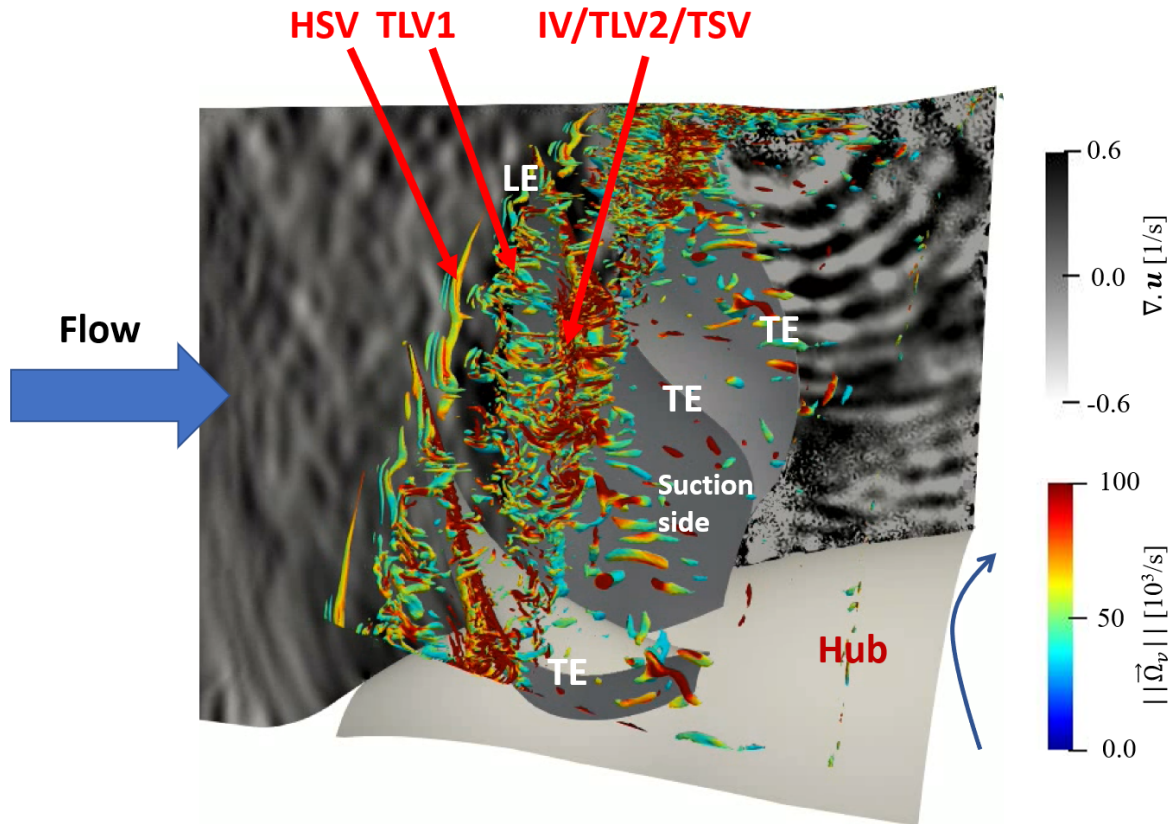 HSV TLV1 IV/TLV2/TSV
LE
Flow
TE
TE
Suction
side
TE
Hub
0.6
0.0
-0.6
∇. u [1/s]
100
50
0.0
||Ω⃗ᵥ|| [10³/s]